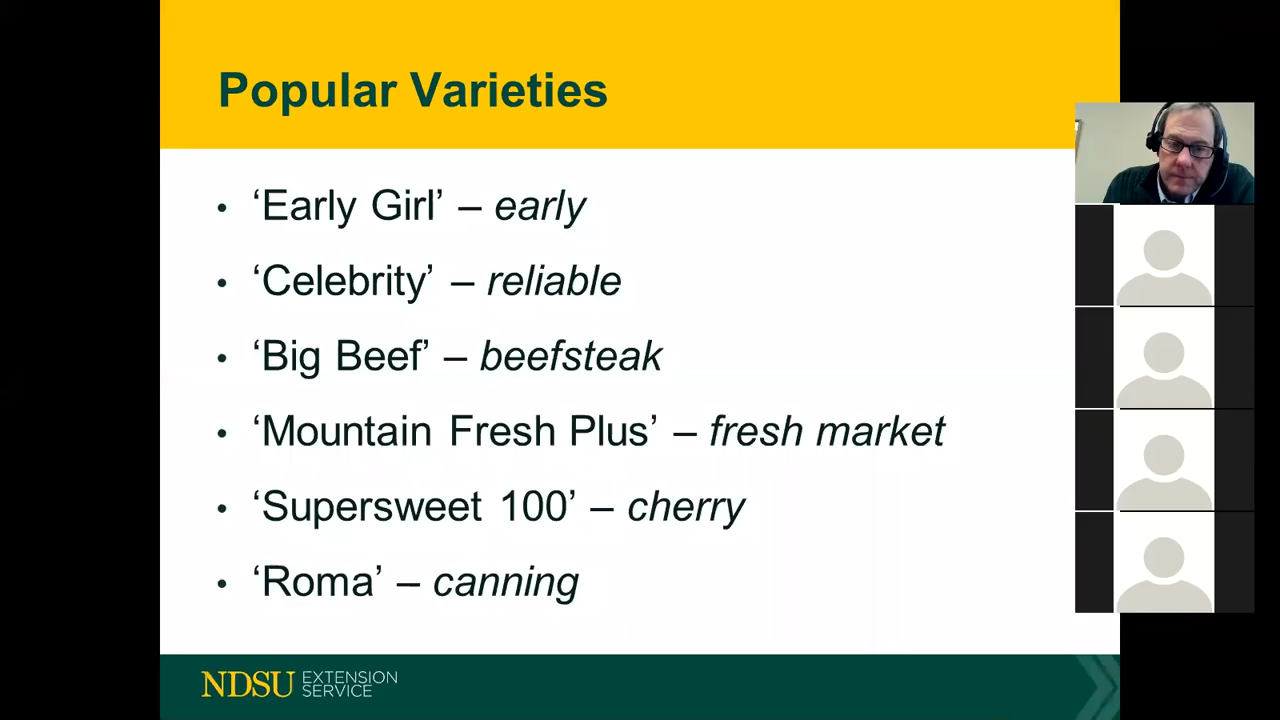 Popular Varieties
• ‘Early Girl’ – early
• ‘Celebrity’ – reliable
• ‘Big Beef’ – beefsteak
• ‘Mountain Fresh Plus’ – fresh market
• ‘Supersweet 100’ – cherry
• ‘Roma’ – canning
NDSU EXTENSION
SERVICE